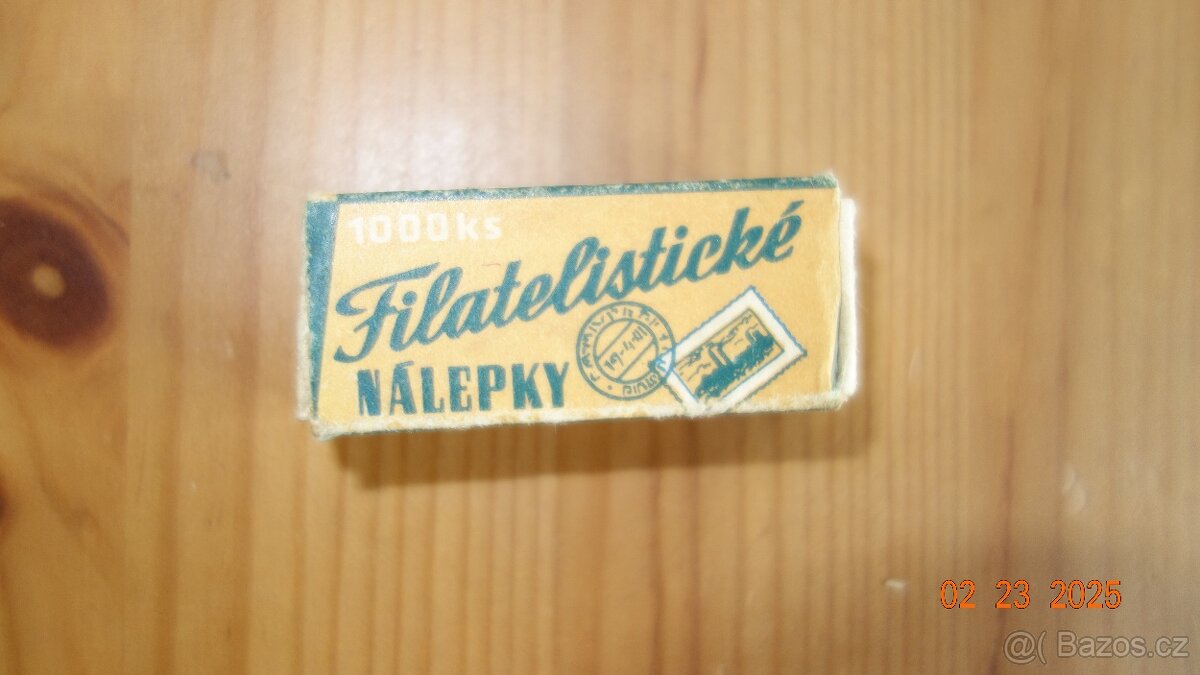 1000ks
Filatelistické
NÁLEPKY
02 23 2025
@( Bazos.cz